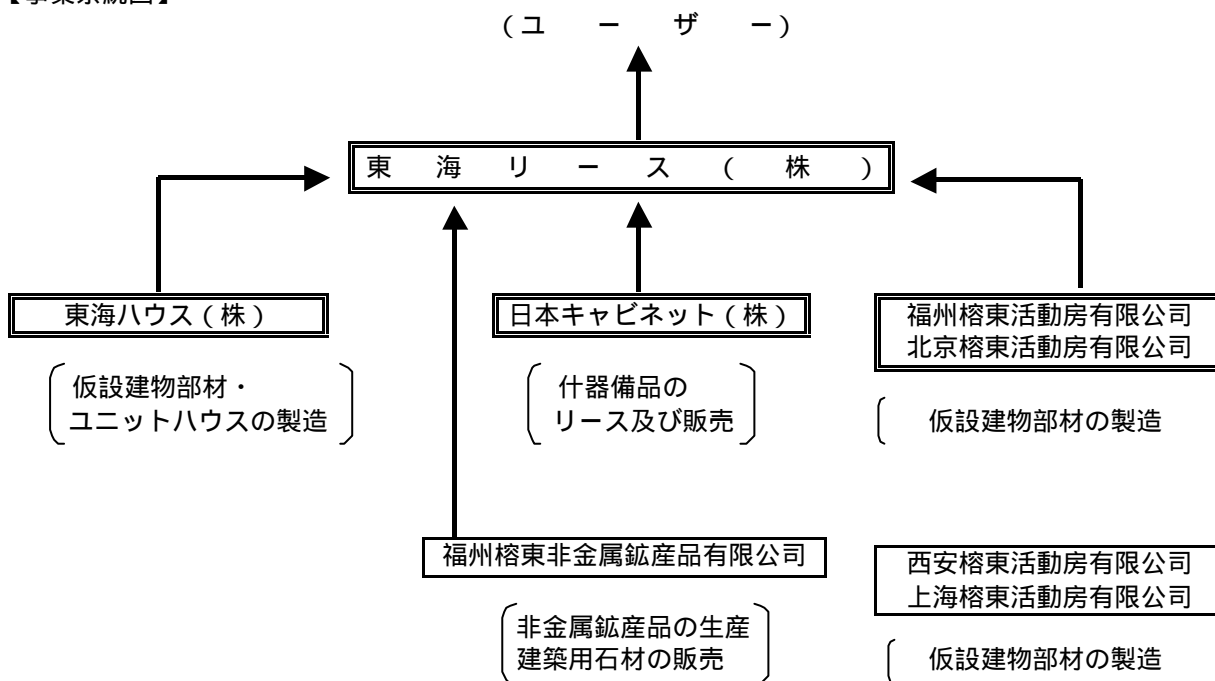 【事業系統図】
（ユーザー）
東海リース（株）
東海ハウス（株）
日本キャビネット（株）
福州榕東活動房有限公司
北京榕東活動房有限公司
仮設建物部材・
ユニットハウスの製造
什器備品の
リース及び販売
仮設建物部材の製造
福州榕東非金属鉱産品有限公司
西安榕東活動房有限公司
上海榕東活動房有限公司
非金属鉱産品の生産
建築用石材の販売
仮設建物部材の製造